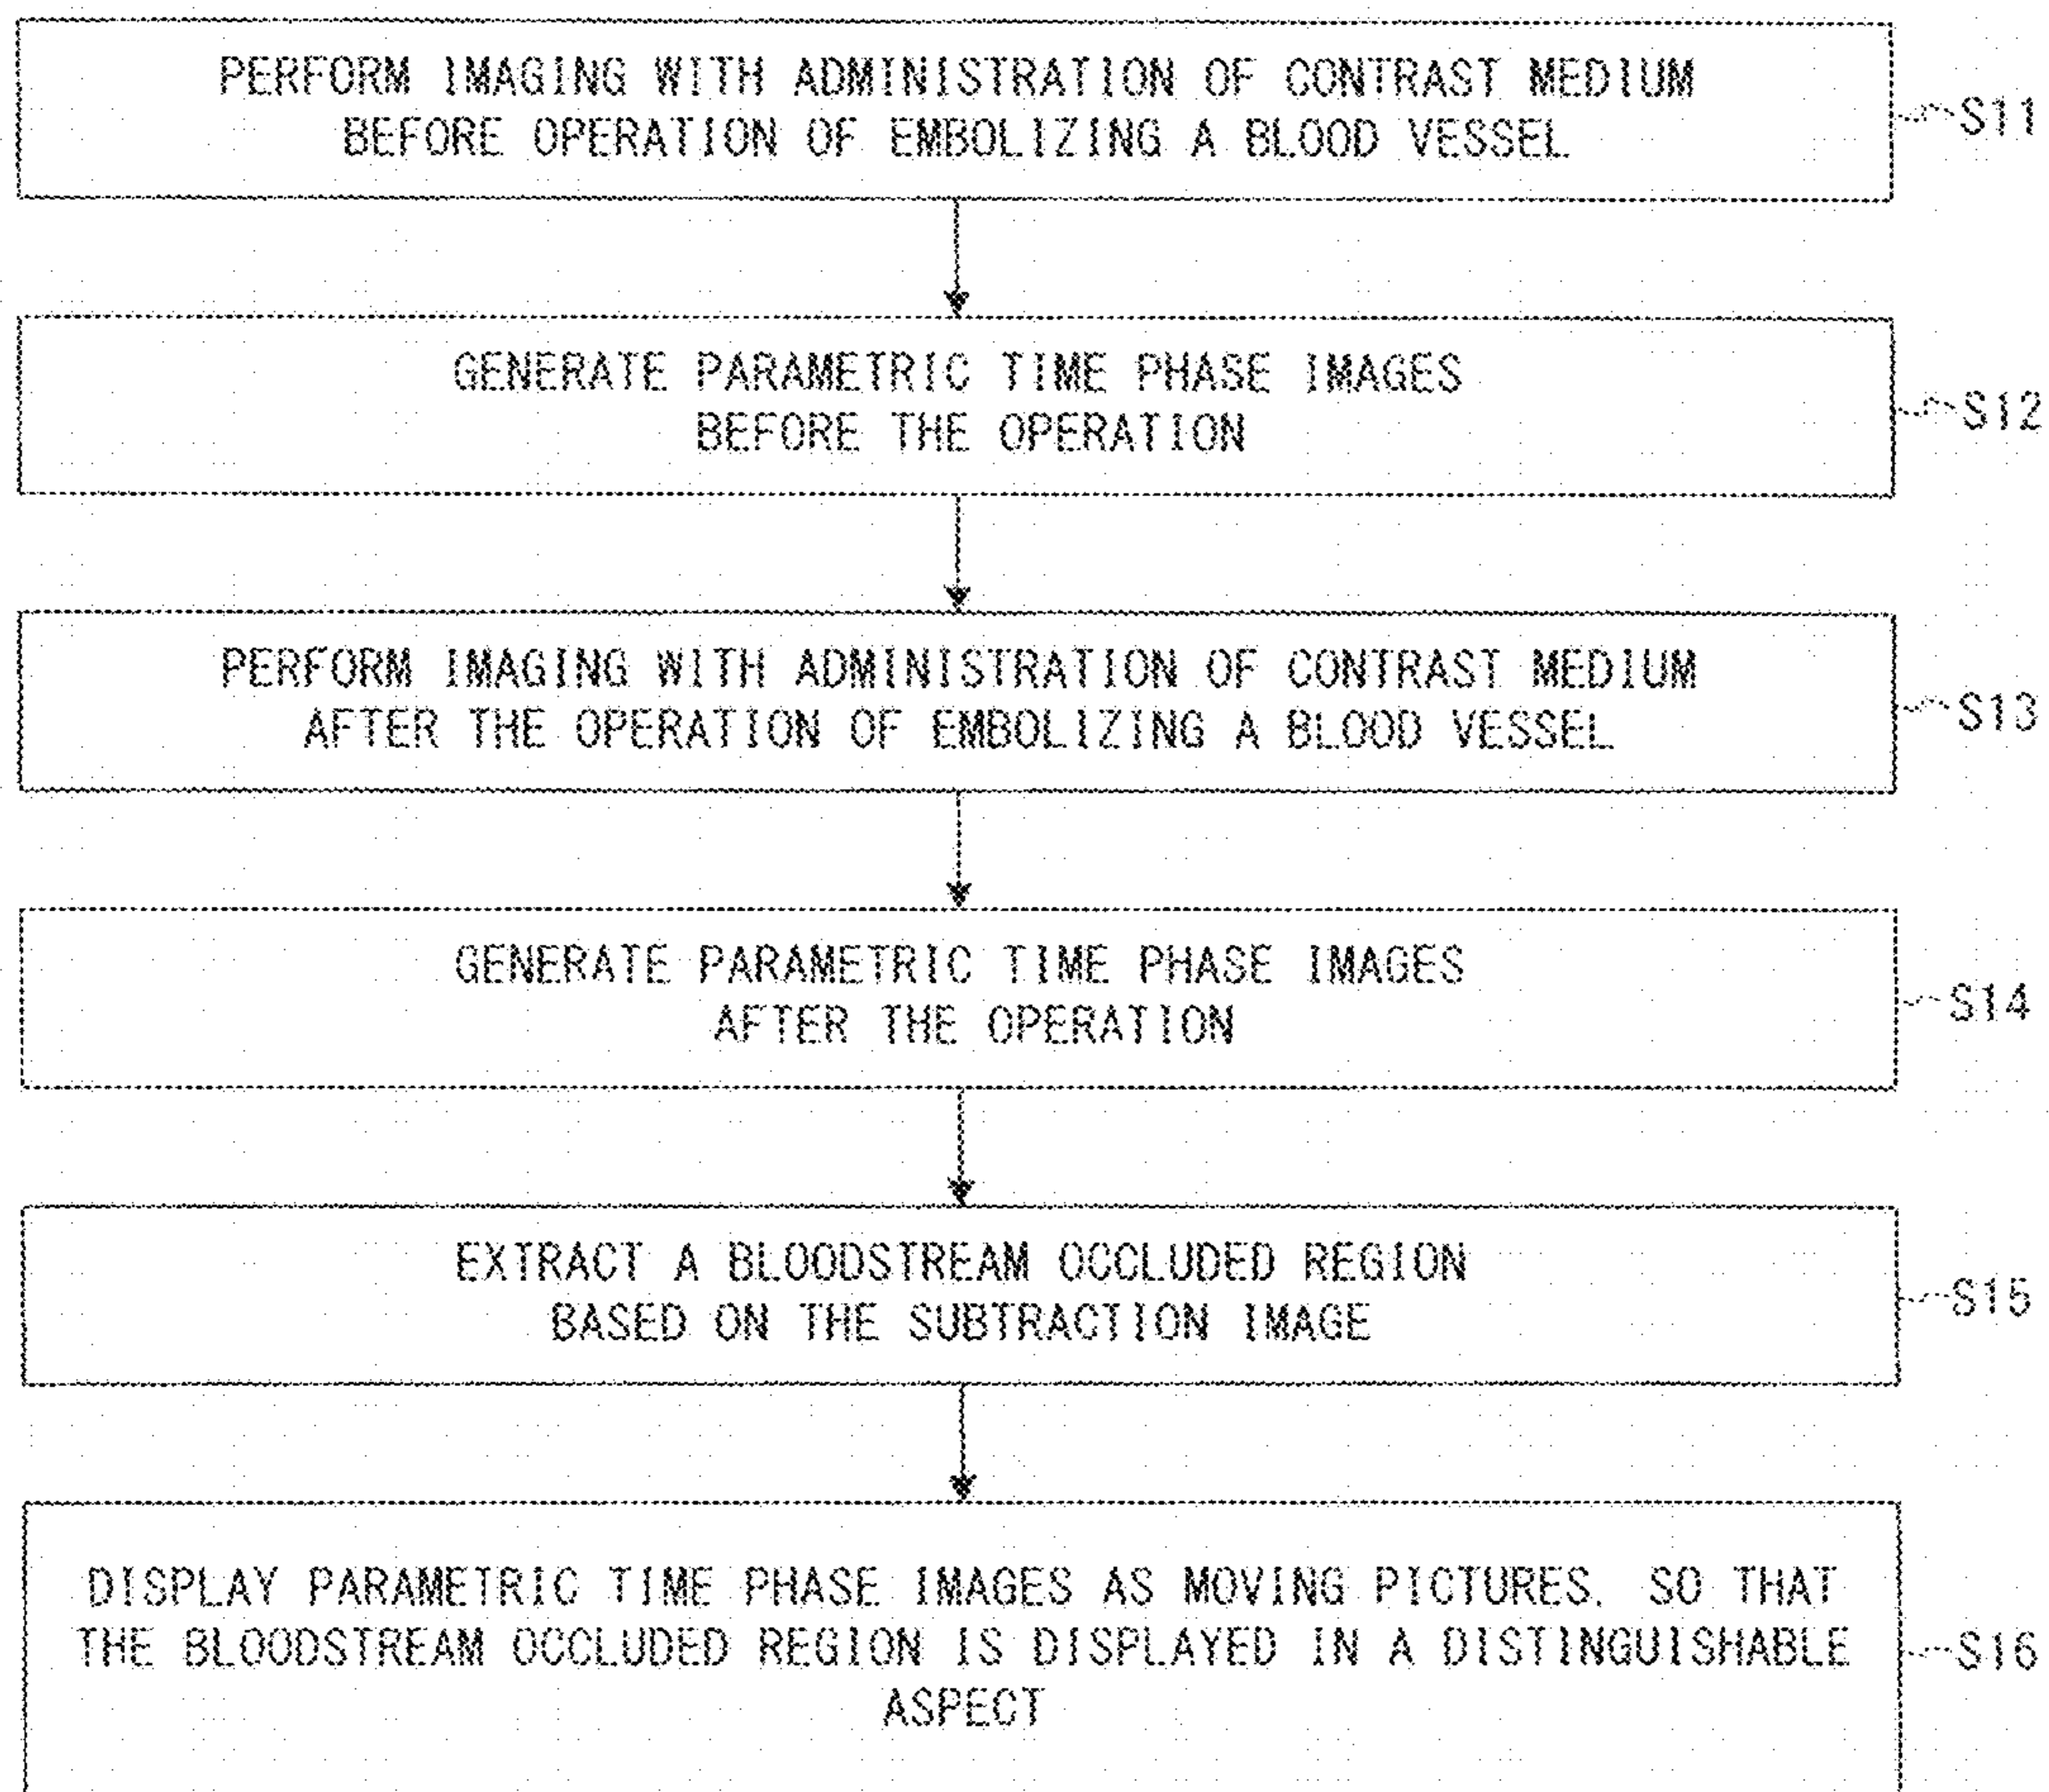 PERFORM IMAGING WITH ADMINISTRATION OF CONTRAST MEDIUM
BEFORE OPERATION OF EMBOLIZING A BLOOD VESSEL
S11
GENERATE PARAMETRIC TIME PHASE IMAGES
BEFORE THE OPERATION
S12
PERFORM IMAGING WITH ADMINISTRATION OF CONTRAST MEDIUM
AFTER THE OPERATION OF EMBOLIZING A BLOOD VESSEL
S13
GENERATE PARAMETRIC TIME PHASE IMAGES
AFTER THE OPERATION
S14
EXTRACT A BLOODSTREAM OCCLUDED REGION
BASED ON THE SUBTRACTION IMAGE
S15
DISPLAY PARAMETRIC TIME PHASE IMAGES AS MOVING PICTURES. SO THAT
THE BLOODSTREAM OCCLUDED REGION IS DISPLAYED IN A DISTINGUISHABLE
ASPECT
S16